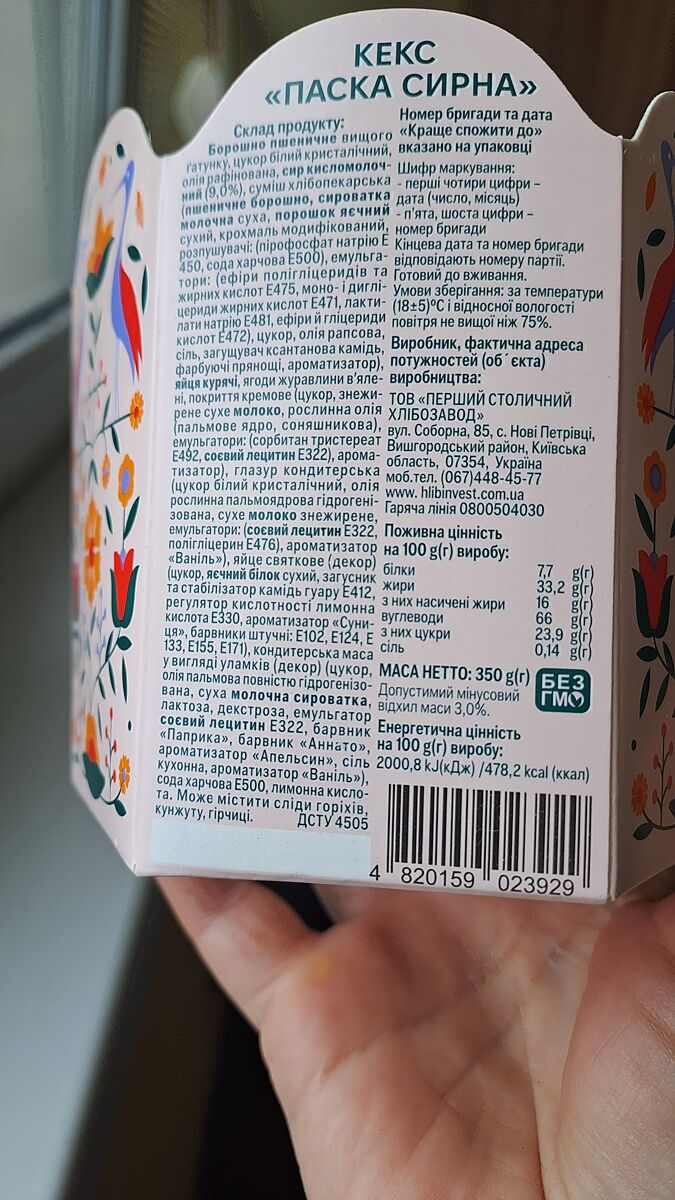 КЕКС
«ПАСКА СИРНА»
Склад продукту:
Борошно пшеничне вищого
ґатунку, цукор білий кристалічний,
олія рафінована, сир кисломолоч-
ний (9,0%), суміш хлібопекарська
(пшеничне борошно, сироватка
молочна суха, порошок яєчний
сухий, крохмаль модифікований,
розпушувачі: (пірофосфат натрію Е
450, сода харчова Е500), емульга-
тори: (ефіри полігліцеридів та
жирних кислот Е475, моно- і диглі-
цериди жирних кислот Е471, лакти-
лати натрію Е481, ефіри й гліцериди
кислот Е472), цукор, олія рапсова,
сіль, загущувач ксантанова камідь,
фарбуючі прянощі, ароматизатор),
яйця курячі, ягоди журавлини в'яле-
ні, покриття кремове (цукор, знежи-
рене сухе молоко, рослинна олія
(пальмове ядро, соняшникова),
емульгатори: (сорбитан тристереат
Е492, соєвий лецитин Е322), арома-
тизатор), глазур кондитерська
(цукор білий кристалічний, олія
рослинна пальмоядрова гідрогені-
зована, сухе молоко знежирене,
емульгатори: (соєвий лецитин Е322,
полігліцерин Е476), ароматизатор
«Ваніль»), яйце святкове (декор)
(цукор, яєчний білок сухий, загусник
та стабілізатор камідь гуару Е412,
регулятор кислотності лимонна
кислота Е330, ароматизатор «Суни-
ця», барвники штучні: Е102, Е124, Е
133, Е155, Е171), кондитерська маса
у вигляді уламків (декор) (цукор,
олія пальмова повністю гідрогенізо-
вана, суха молочна сироватка,
лактоза, декстроза, емульгатор
соєвий лецитин Е322, барвник
«Паприка», барвник «Аннато»,
ароматизатор «Апельсин», сіль
кухонна, ароматизатор «Ваніль»),
сода харчова Е500, лимонна кисло-
та. Може містити сліди горіхів,
кунжуту, гірчиці. ДСТУ 4505
Номер бригади та дата
«Краще спожити до»
вказано на упаковці
Шифр маркування:
- перші чотири цифри –
дата (число, місяць)
- п'ята, шоста цифри –
номер бригади
Кінцева дата та номер бригади
відповідають номеру партії.
Готовий до вживання.
Умови зберігання: за температури
(18±5)°С і відносної вологості
повітря не вищої ніж 75%.
Виробник, фактична адреса
потужностей (об´єкта)
виробництва:
ТОВ «ПЕРШИЙ СТОЛИЧНИЙ
ХЛІБОЗАВОД»
вул. Соборна, 85, с. Нові Петрівці,
Вишгородський район, Київська
область, 07354, Україна
моб.тел. (067)448-45-77
www. hlibinvest.com.ua
Гаряча лінія 0800504030
Поживна цінність
на 100 g(г) виробу:
білки 7,7 g(г)
жири 33,2 g(г)
з них насичені жири 16 g(г)
вуглеводи 66 g(г)
з них цукри 23,9 g(г)
сіль 0,14 g(г)
МАСА НЕТТО: 350 g(г)
Допустимий мінусовий
відхил маси 3,0%.
БЕЗ
ГМО
Енергетична цінність
на 100 g(г) виробу:
2000,8 kJ(кДж) /478,2 kcal (ккал)
4 820159 023929